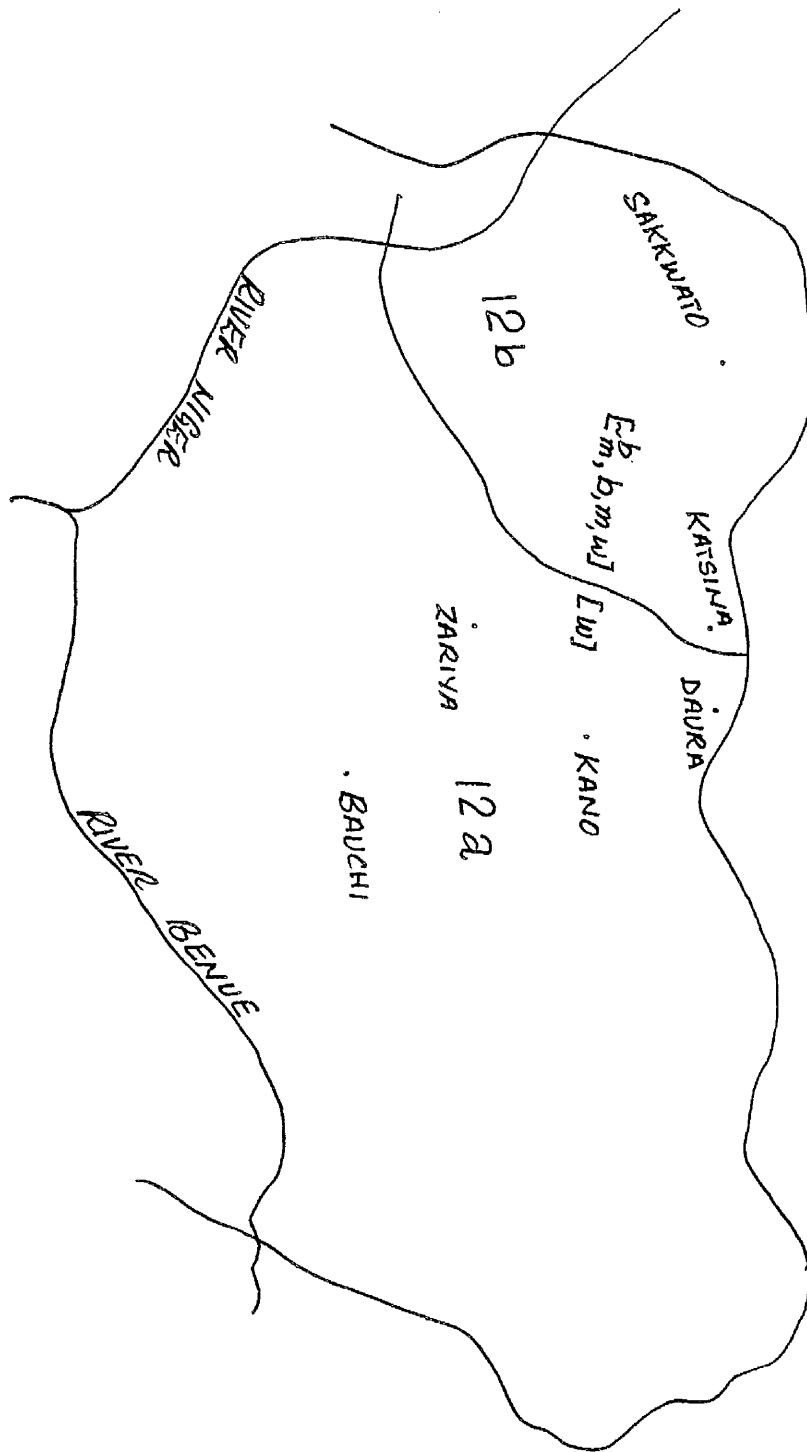 SAKKWATO
KATSINA
DAURA
12b
[m͂b, b, m, w]
[w]
KANO
ZARIYA
12a
BAUCHI
RIVER NIGER
RIVER BENUE